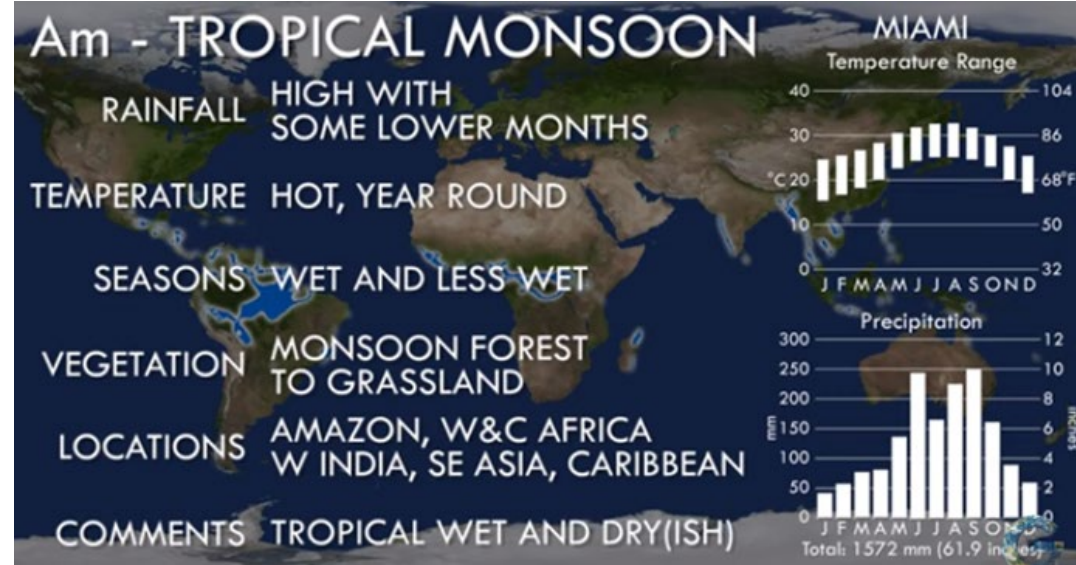 Am - TROPICAL MONSOON
RAINFALL HIGH WITH
SOME LOWER MONTHS
TEMPERATURE HOT, YEAR ROUND
SEASONS WET AND LESS WET
VEGETATION MONSOON FOREST
TO GRASSLAND
LOCATIONS AMAZON, W&C AFRICA
W INDIA, SE ASIA, CARIBBEAN
COMMENTS TROPICAL WET AND DRY(ISH)
MIAMI
Temperature Range
40 104
30 86
°C 20 68°F
10 50
0 32
J F M A M J J A S O N D
Precipitation
300 12
250 10
200 8
mm 150 6 inches
100 4
50 2
0 0
J F M A M J J A S O N D
Total: 1572 mm (61.9 inches)